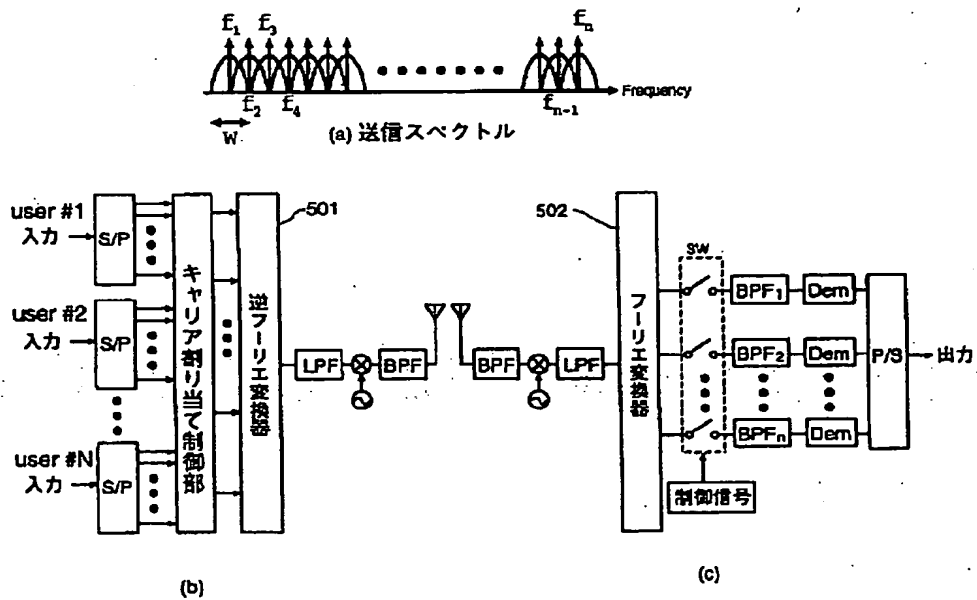 f1 f3 fn
f2 f4 fn-1
Frequency
W
(a) 送信スペクトル
user #1
入力
S/P
user #2
入力
S/P
user #N
入力
S/P
キャリア割り当て制御部
逆フーリエ変換器
501
LPF
BPF
BPF
LPF
502
フーリエ変換器
SW
BPF1
Dem
BPF2
Dem
BPFn
Dem
P/S
出力
制御信号
(b)
(c)